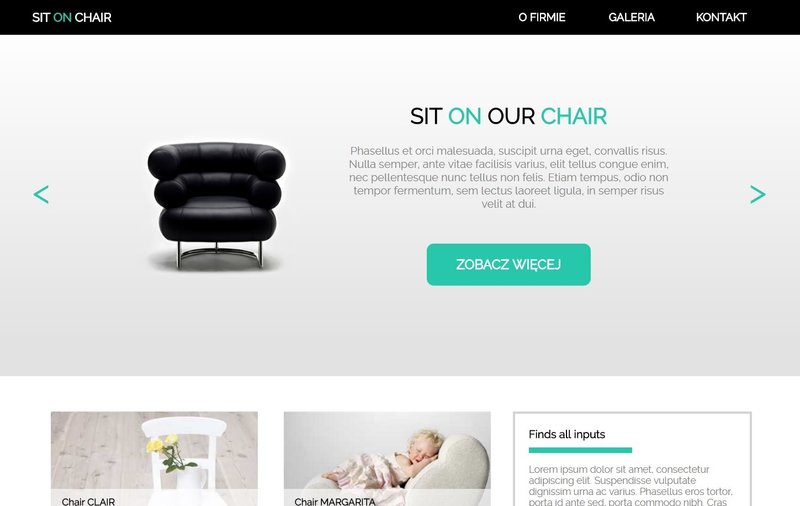 SIT ON CHAIR
O FIRMIE
GALERIA
KONTAKT
SIT ON OUR CHAIR
Phasellus et orci malesuada, suscipit urna eget, convallis risus.
Nulla semper, ante vitae facilisis varius, elit tellus congue enim,
nec pellentesque nunc tellus non felis. Etiam tempus, odio non
tempor fermentum, sem lectus laoreet ligula, in semper risus
velit at dui.
<
>
ZOBACZ WIĘCEJ
Chair CLAIR
Chair MARGARITA
Finds all inputs
Lorem ipsum dolor sit amet, consectetur
adipiscing elit. Suspendisse vulputate
dignissim urna ac varius. Phasellus eros tortor,
porta id ante sed, porta commodo nibh. Cras